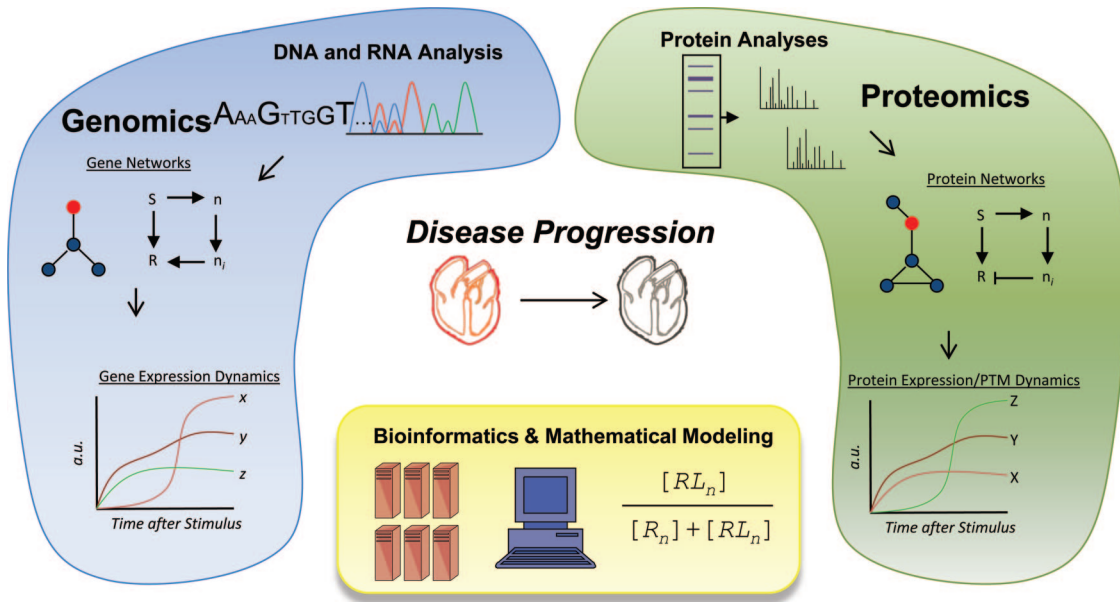 DNA and RNA Analysis
Genomics
AAAGTTGGT...
Gene Networks
S n
R nᵢ
Gene Expression Dynamics
x
y
z
a.u.
Time after Stimulus
Disease Progression
Bioinformatics & Mathematical Modeling
[RLₙ]
[Rₙ]+[RLₙ]
Protein Analyses
Proteomics
Protein Networks
S n
R nᵢ
Protein Expression/PTM Dynamics
Z
Y
X
a.u.
Time after Stimulus